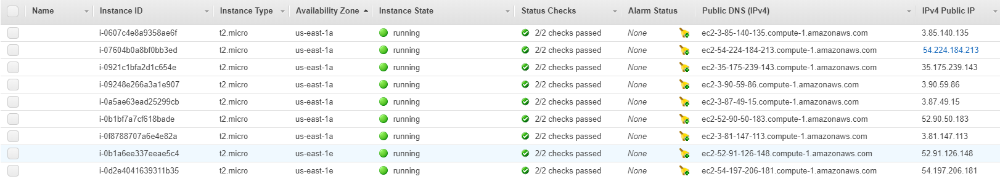 Name Instance ID Instance Type Availability Zone Instance State Status Checks Alarm Status Public DNS (IPv4) IPv4 Public IP
i-0607c4e8a9358ae6f t2.micro us-east-1a running 2/2 checks passed None ec2-3-85-140-135.compute-1.amazonaws.com 3.85.140.135
i-07604b0a8bf0bb3ed t2.micro us-east-1a running 2/2 checks passed None ec2-54-224-184-213.compute-1.amazonaws.com 54.224.184.213
i-0921c1bfa2d1c654e t2.micro us-east-1a running 2/2 checks passed None ec2-35-175-239-143.compute-1.amazonaws.com 35.175.239.143
i-09248e266a3a1e907 t2.micro us-east-1a running 2/2 checks passed None ec2-3-90-59-86.compute-1.amazonaws.com 3.90.59.86
i-0a5ae63ead25299cb t2.micro us-east-1a running 2/2 checks passed None ec2-3-87-49-15.compute-1.amazonaws.com 3.87.49.15
i-0b1bf7a7cf618bade t2.micro us-east-1a running 2/2 checks passed None ec2-52-90-50-183.compute-1.amazonaws.com 52.90.50.183
i-0f8788707a6e4e82a t2.micro us-east-1a running 2/2 checks passed None ec2-3-81-147-113.compute-1.amazonaws.com 3.81.147.113
i-0b1a6ee337eeae5c4 t2.micro us-east-1e running 2/2 checks passed None ec2-52-91-126-148.compute-1.amazonaws.com 52.91.126.148
i-0d2e4041639311b35 t2.micro us-east-1e running 2/2 checks passed None ec2-54-197-206-181.compute-1.amazonaws.com 54.197.206.181